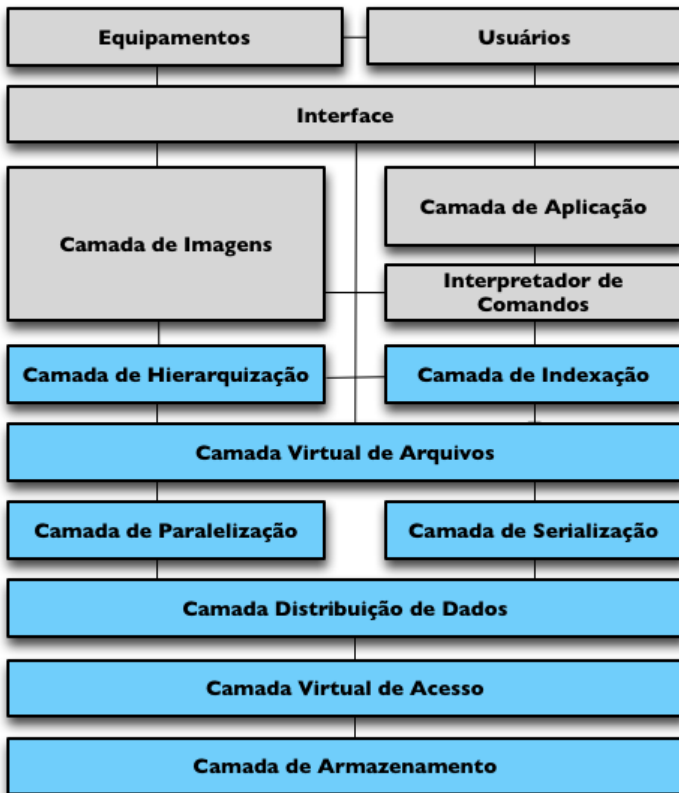 Equipamentos
Usuários
Interface
Camada de Imagens
Camada de Aplicação
Interpretador de
Comandos
Camada de Hierarquização
Camada de Indexação
Camada Virtual de Arquivos
Camada de Paralelização
Camada de Serialização
Camada Distribuição de Dados
Camada Virtual de Acesso
Camada de Armazenamento